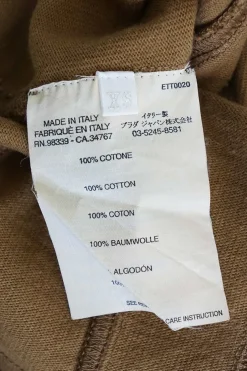 XS
ETT0020
MADE IN ITALY
FABRIQUÉ EN ITALY
RN.98339 - CA.34767
イタリー製
プラダ ジャパン株式会社
03-5245-8581
100% COTONE
100% COTTON
100% COTON
100% BAUMWOLLE
ALGODÓN
SEE
CARE INSTRUCTION